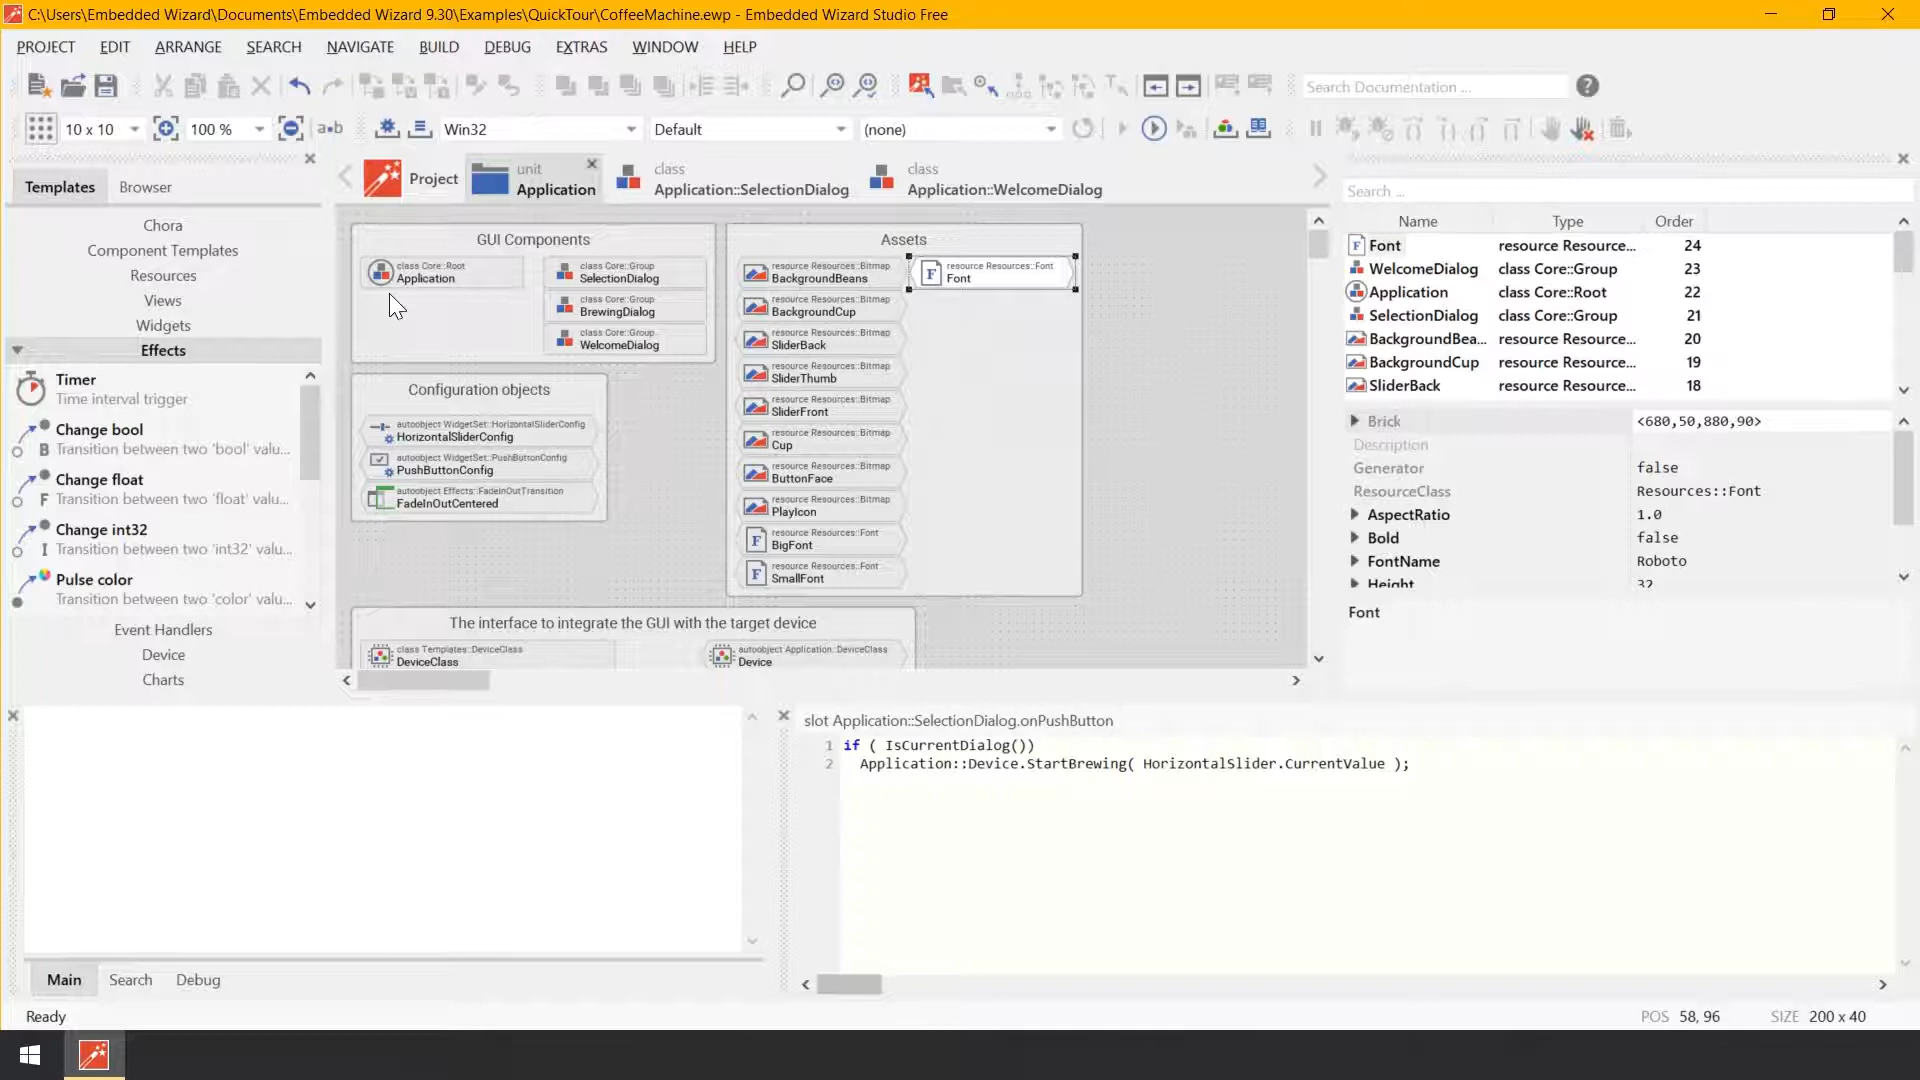 C:\Users\Embedded Wizard\Documents\Embedded Wizard 9.30\Examples\QuickTour\CoffeeMachine.ewp - Embedded Wizard Studio Free
PROJECT EDIT ARRANGE SEARCH NAVIGATE BUILD DEBUG EXTRAS WINDOW HELP
Search Documentation ...
10 x 10 100 % a▸b Win32 Default (none)
Templates Browser
Chora
Component Templates
Resources
Views
Widgets
Effects
Timer
Time interval trigger
Change bool
Transition between two 'bool' valu...
Change float
Transition between two 'float' valu...
Change int32
Transition between two 'int32' valu...
Pulse color
Transition between two 'color' valu...
Event Handlers
Device
Charts
Project
unit
Application
class
Application::SelectionDialog
class
Application::WelcomeDialog
GUI Components
class Core::Root
Application
class Core::Group
SelectionDialog
class Core::Group
BrewingDialog
class Core::Group
WelcomeDialog
Configuration objects
autoobject WidgetSet::HorizontalSliderConfig
HorizontalSliderConfig
autoobject WidgetSet::PushButtonConfig
PushButtonConfig
autoobject Effects::FadeInOutTransition
FadeInOutCentered
Assets
resource Resources::Bitmap
BackgroundBeans
resource Resources::Bitmap
BackgroundCup
resource Resources::Bitmap
SliderBack
resource Resources::Bitmap
SliderThumb
resource Resources::Bitmap
SliderFront
resource Resources::Bitmap
Cup
resource Resources::Bitmap
ButtonFace
resource Resources::Bitmap
PlayIcon
resource Resources::Font
BigFont
resource Resources::Font
SmallFont
resource Resources::Font
Font
The interface to integrate the GUI with the target device
class Templates::DeviceClass
DeviceClass
autoobject Application::DeviceClass
Device
Search ...
Name Type Order
Font resource Resource... 24
WelcomeDialog class Core::Group 23
Application class Core::Root 22
SelectionDialog class Core::Group 21
BackgroundBea... resource Resource... 20
BackgroundCup resource Resource... 19
SliderBack resource Resource... 18
Brick <680,50,880,90>
Description
Generator false
ResourceClass Resources::Font
AspectRatio 1.0
Bold false
FontName Roboto
Height 32
Font
slot Application::SelectionDialog.onPushButton
1 if ( IsCurrentDialog())
2 Application::Device.StartBrewing( HorizontalSlider.CurrentValue );
Main Search Debug
Ready
POS 58, 96 SIZE 200 x 40